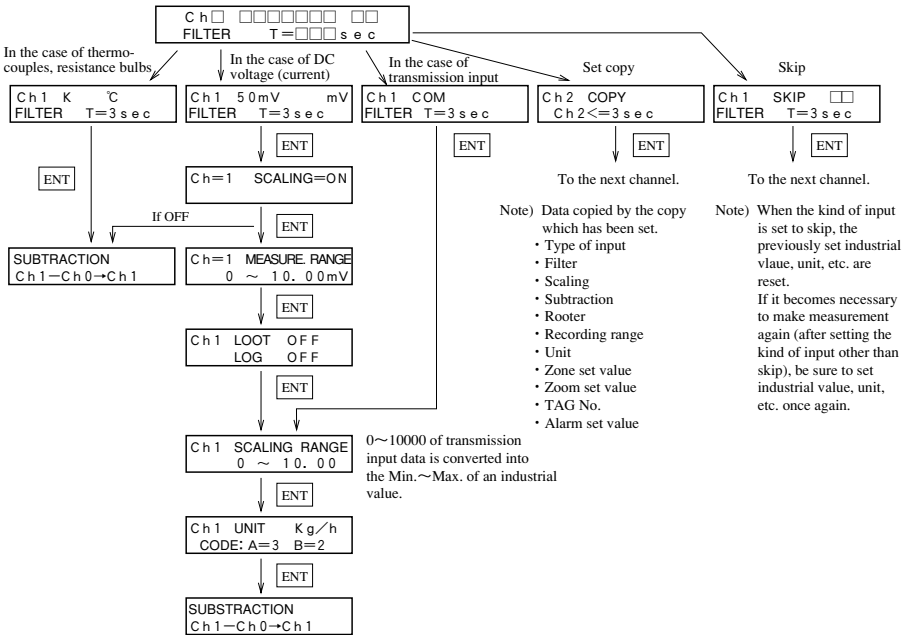 Ch□ □□□□□□□ □□
FILTER T=□□□sec
In the case of thermo-
couples, resistance bulbs
In the case of DC
voltage (current)
In the case of
transmission input
Set copy
Skip
Ch1 K ℃
FILTER T=3sec
Ch1 50mV mV
FILTER T=3sec
Ch1 COM
FILTER T=3sec
Ch2 COPY
Ch2<=3sec
Ch1 SKIP □□
FILTER T=3sec
ENT
ENT
ENT
ENT
ENT
To the next channel.
To the next channel.
Ch=1 SCALING=ON
ENT
If OFF
SUBTRACTION
Ch1-Ch0→Ch1
Ch=1 MEASURE. RANGE
0 ~ 10.00mV
ENT
Ch1 LOOT OFF
LOG OFF
ENT
Ch1 SCALING RANGE
0 ~ 10.00
0~10000 of transmission
input data is converted into
the Min.~Max. of an industrial
value.
ENT
Ch1 UNIT Kg/h
CODE: A=3 B=2
ENT
SUBSTRACTION
Ch1-Ch0→Ch1
Note) Data copied by the copy
which has been set.
・Type of input
・Filter
・Scaling
・Subtraction
・Rooter
・Recording range
・Unit
・Zone set value
・Zoom set value
・TAG No.
・Alarm set value
Note) When the kind of input
is set to skip, the
previously set industrial
vlaue, unit, etc. are
reset.
If it becomes necessary
to make measurement
again (after setting the
kind of input other than
skip), be sure to set
industrial value, unit,
etc. once again.